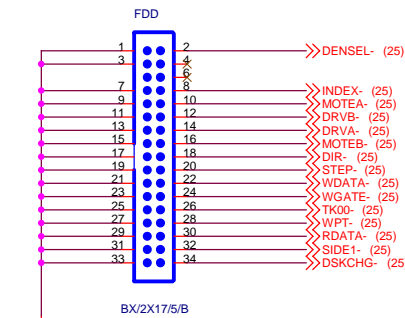 FDD
1 2 DENSEL- (25)
3 4
6
7 8 INDEX- (25)
9 10 MOTEA- (25)
11 12 DRVB- (25)
13 14 DRVA- (25)
15 16 MOTEB- (25)
17 18 DIR- (25)
19 20 STEP- (25)
21 22 WDATA- (25)
23 24 WGATE- (25)
25 26 TK00- (25)
27 28 WPT- (25)
29 30 RDATA- (25)
31 32 SIDE1- (25)
33 34 DSKCHG- (25)
BX/2X17/5/B